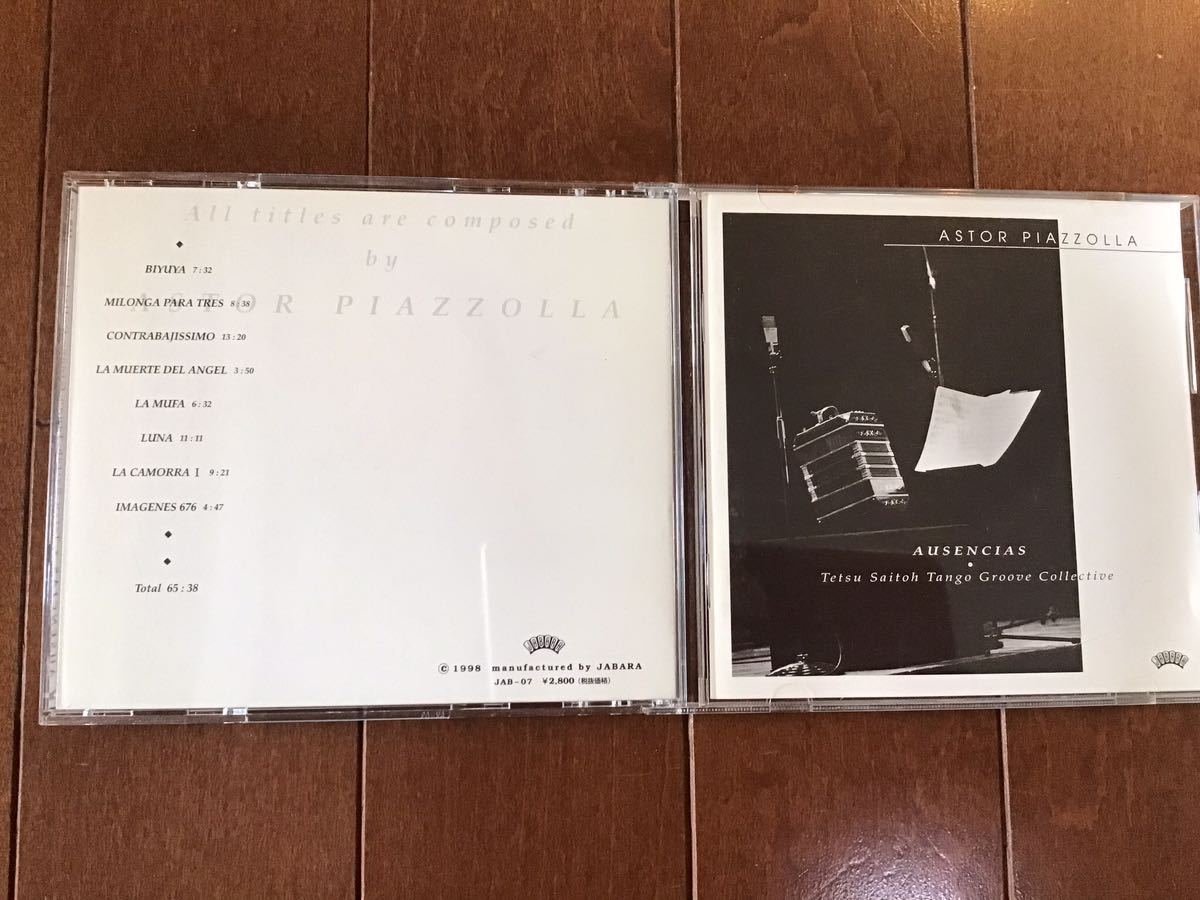 All titles are composed
by
ASTOR PIAZZOLLA
◆
BIYUYA 7:32
MILONGA PARA TRES 8:38
CONTRABAJISSIMO 13:20
LA MUERTE DEL ANGEL 3:50
LA MUFA 6:32
LUNA 11:11
LA CAMORRA I 9:21
IMAGENES 676 4:47
◆
◆
Total 65:38
JABARA
©1998 manufactured by JABARA
JAB-07 ¥2,800(税抜価格)
ASTOR PIAZZOLLA
AUSENCIAS
•
Tetsu Saitoh Tango Groove Collective
JABARA